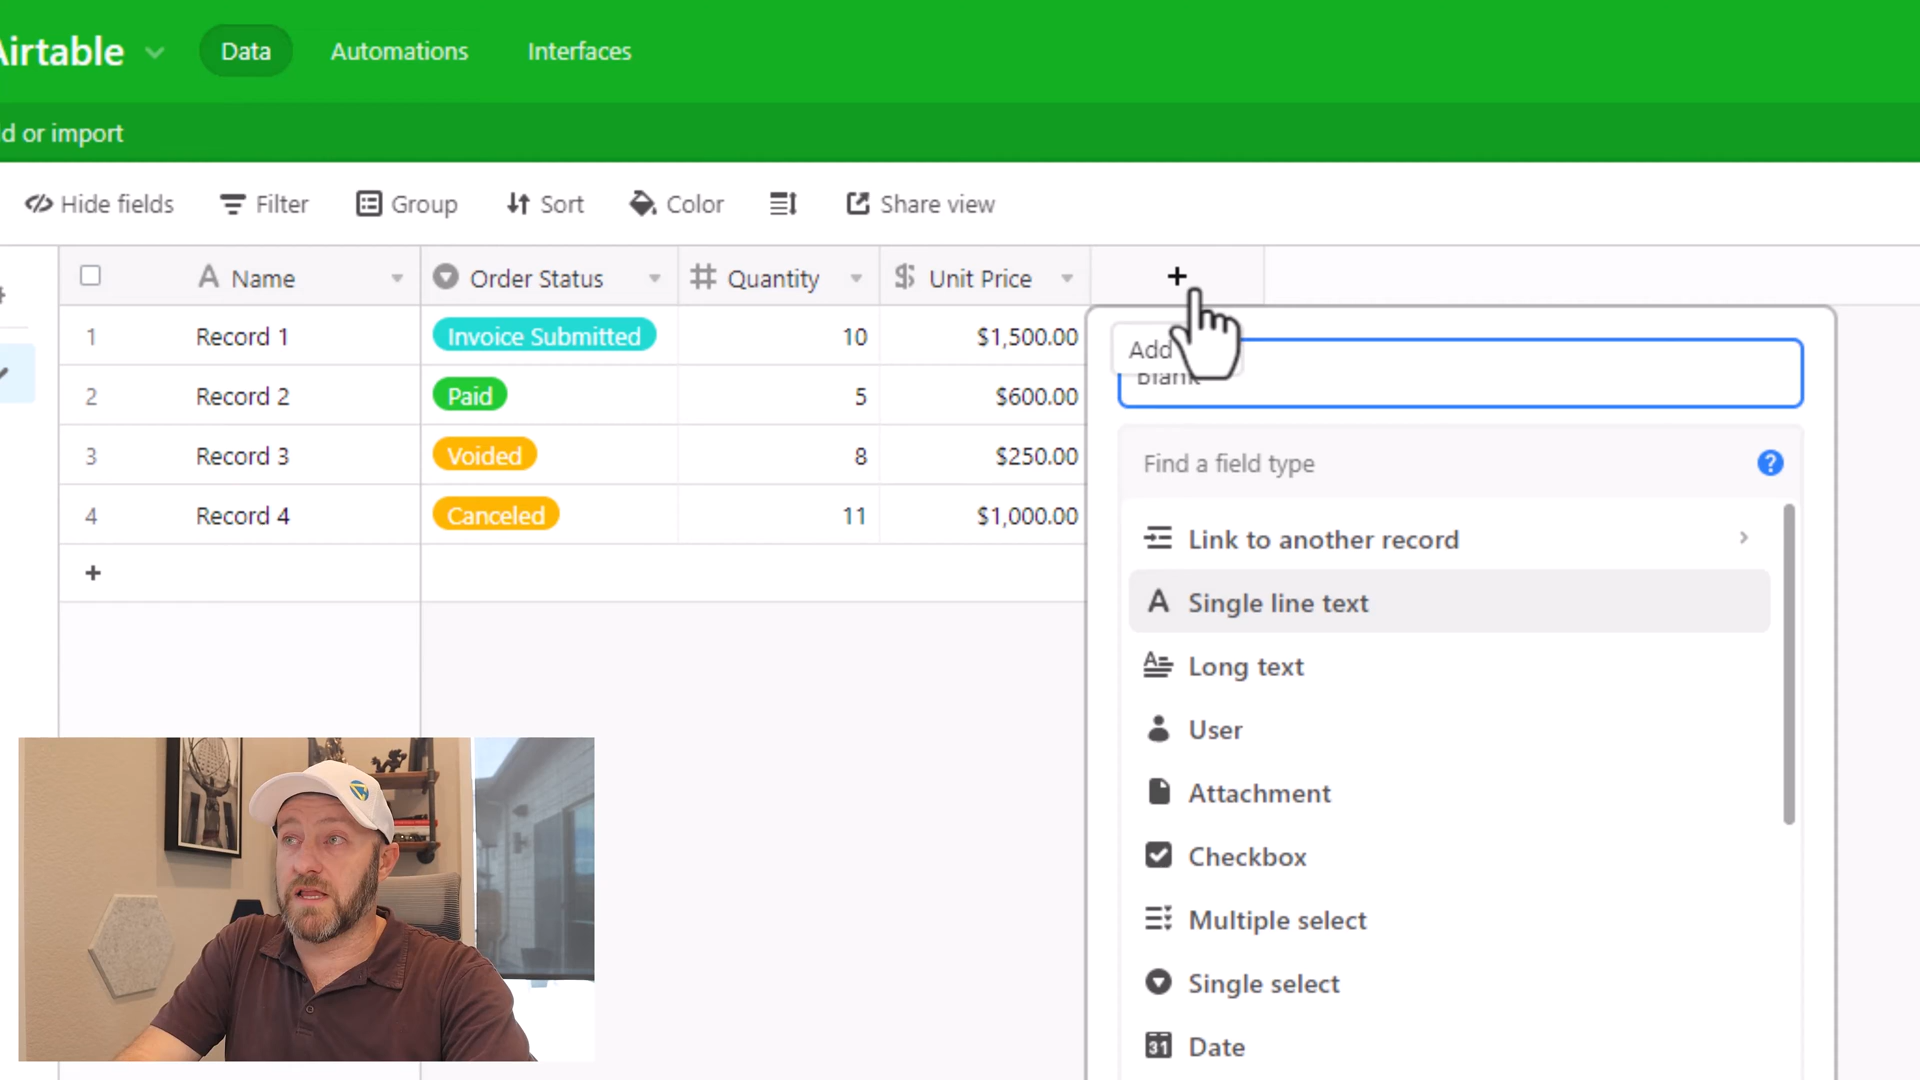 Airtable Data Automations Interfaces
d or import
Hide fields Filter Group Sort Color Share view
Name Order Status Quantity Unit Price +
1 Record 1 Invoice Submitted 10 $1,500.00
2 Record 2 Paid 5 $600.00
3 Record 3 Voided 8 $250.00
4 Record 4 Canceled 11 $1,000.00
+
Add
Blank
Find a field type ?
Link to another record
Single line text
Long text
User
Attachment
Checkbox
Multiple select
Single select
31 Date